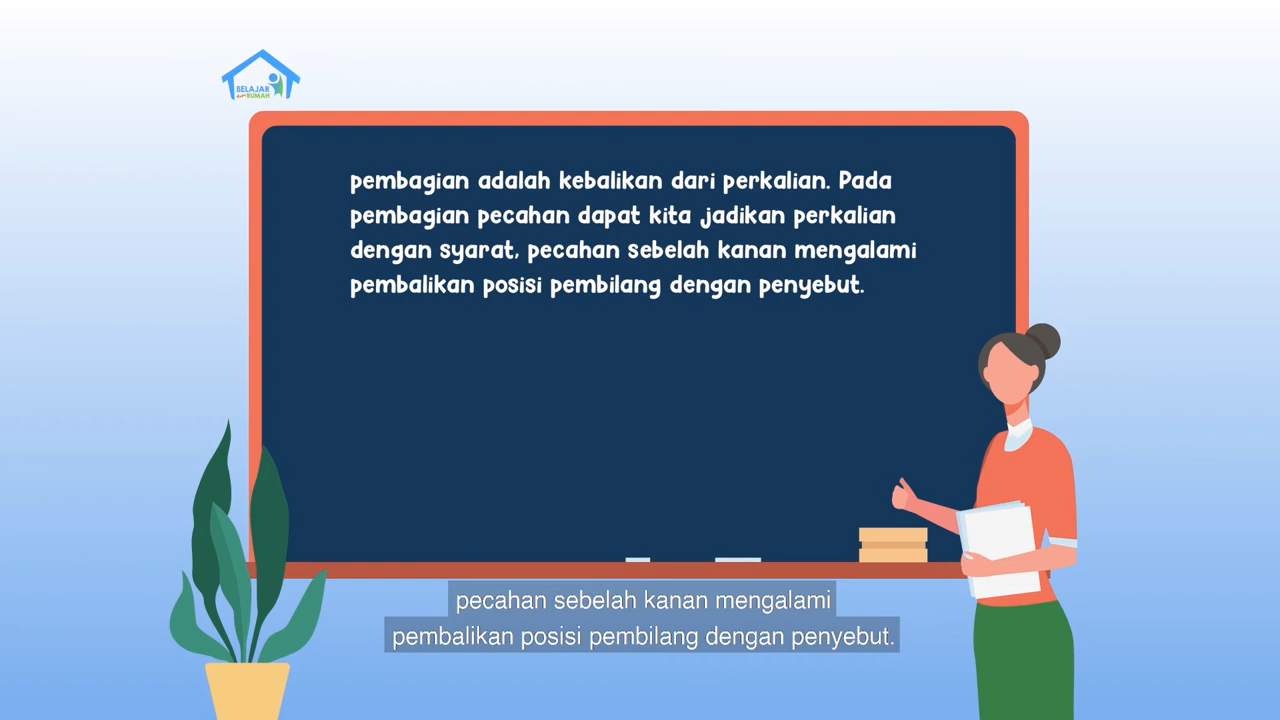 BELAJAR
dari RUMAH
pembagian adalah kebalikan dari perkalian. Pada
pembagian pecahan dapat kita jadikan perkalian
dengan syarat, pecahan sebelah kanan mengalami
pembalikan posisi pembilang dengan penyebut.
pecahan sebelah kanan mengalami
pembalikan posisi pembilang dengan penyebut.